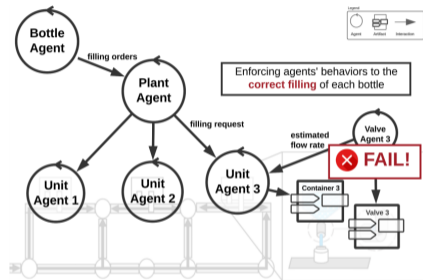 Legend
Agent
Artifact
Interaction
Bottle
Agent
filling orders
Plant
Agent
Enforcing agents' behaviors to the
correct filling of each bottle
filling request
estimated
flow rate
Valve
Agent 3
FAIL!
Unit
Agent 1
Unit
Agent 2
Unit
Agent 3
Container 3
Valve 3